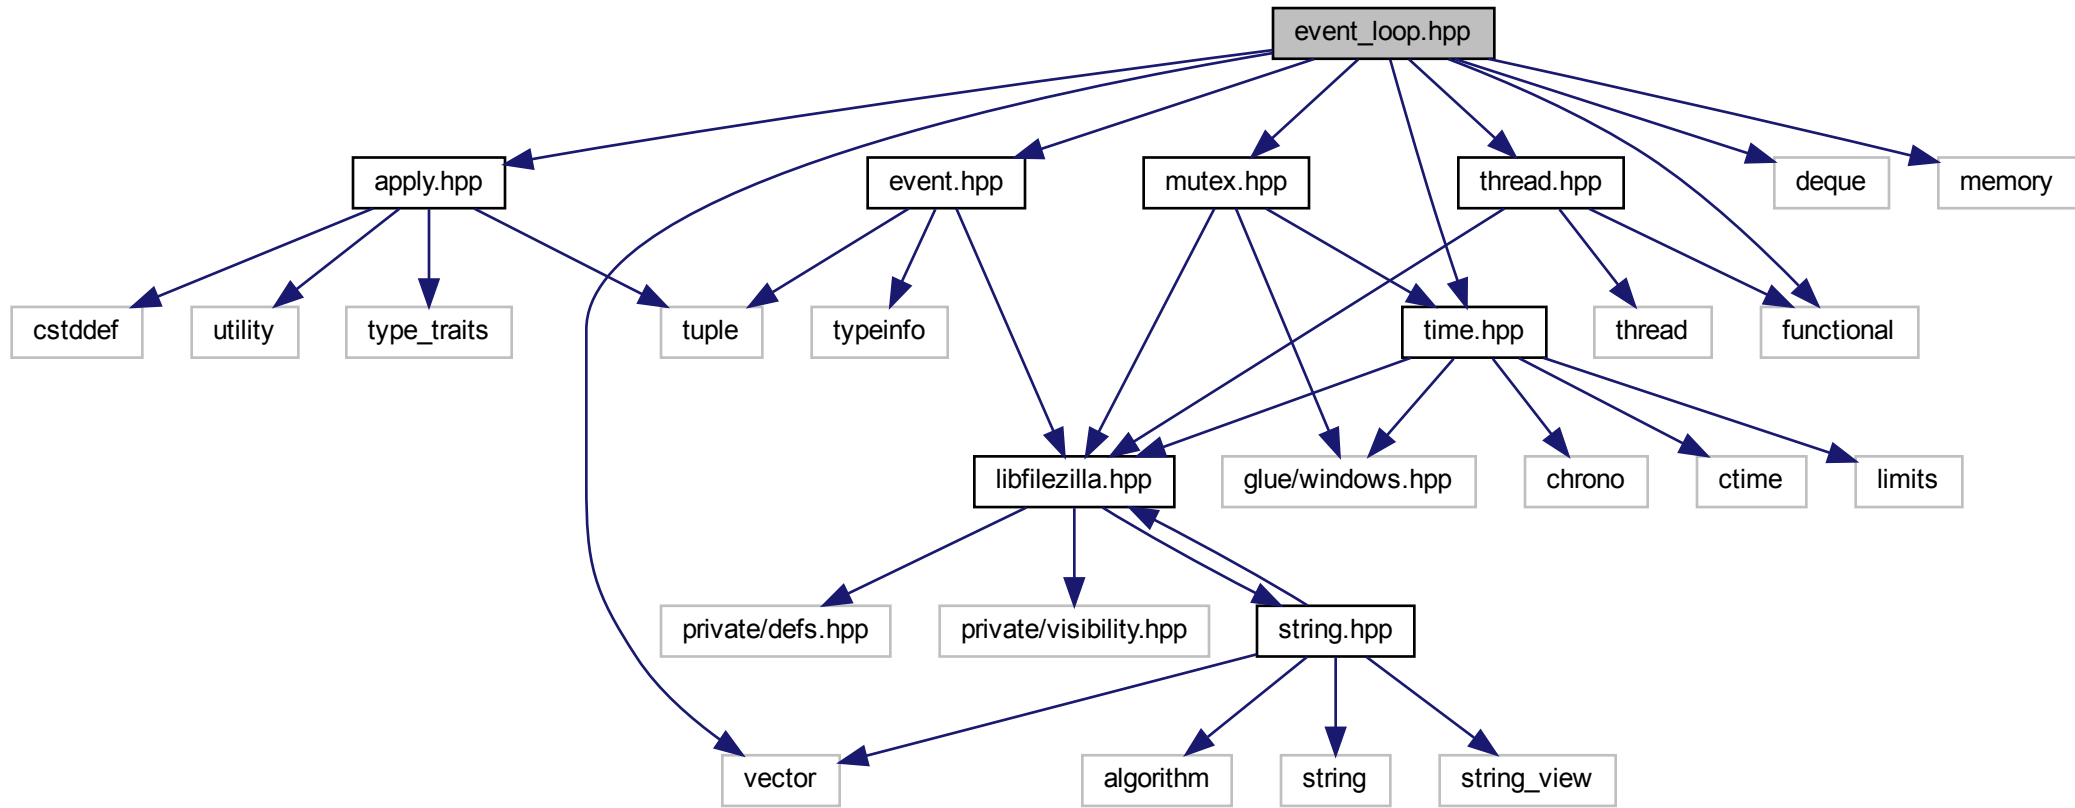 event_loop.hpp
apply.hpp
event.hpp
mutex.hpp
thread.hpp
deque
memory
cstddef
utility
type_traits
tuple
typeinfo
time.hpp
thread
functional
libfilezilla.hpp
glue/windows.hpp
chrono
ctime
limits
private/defs.hpp
private/visibility.hpp
string.hpp
vector
algorithm
string
string_view